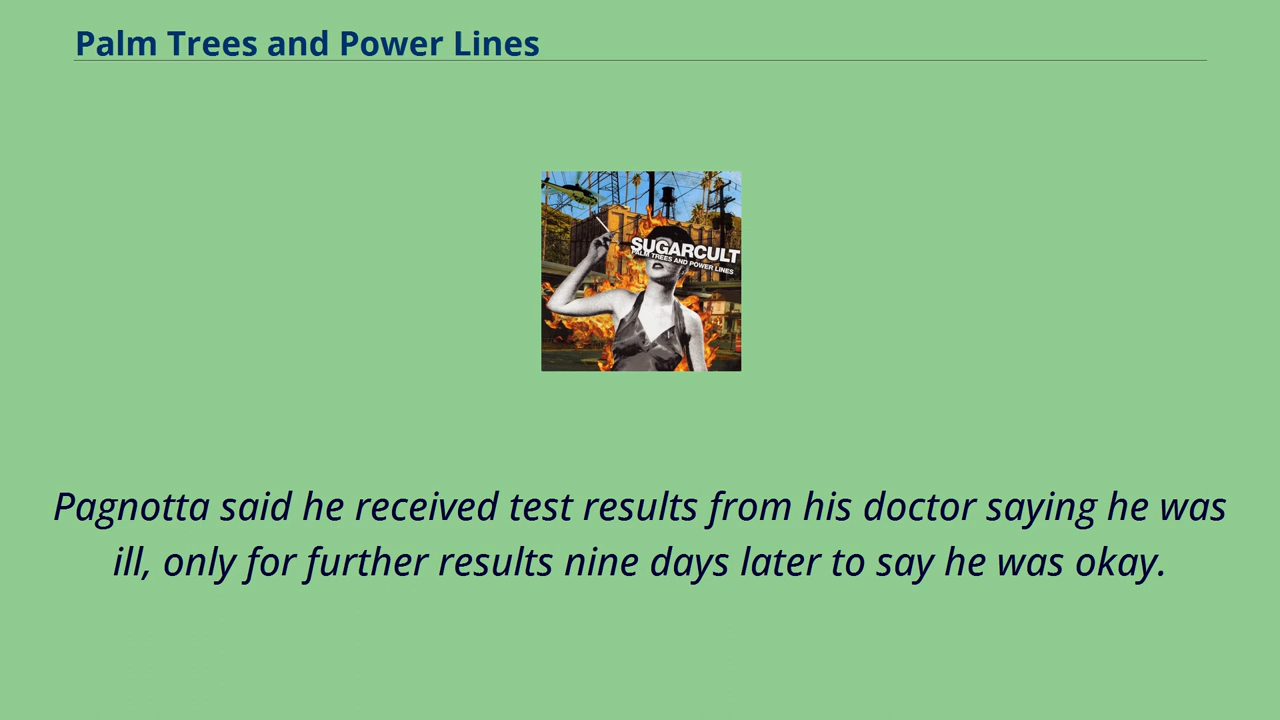 Palm Trees and Power Lines
SUGARCULT
PALM TREES AND POWER LINES
Pagnotta said he received test results from his doctor saying he was
ill, only for further results nine days later to say he was okay.